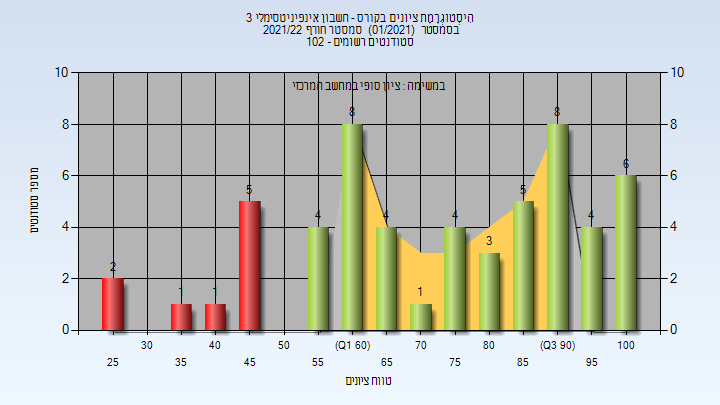 היסטוגרמת ציונים בקורס - חשבון אינפיניטסימלי 3
בסמסטר (01/2021) סמסטר חורף 2021/22
סטודנטים רשומים - 102
במשימה : ציון סופי במחשב המרכזי
10 10
8 8
6 6
4 4
2 2
0 0
מספר סטודנטים
2 1 1 5 4 8 4 1 4 3 5 8 4 6
30 40 50 (Q1 60) 70 80 (Q3 90) 100
25 35 45 55 65 75 85 95
טווח ציונים